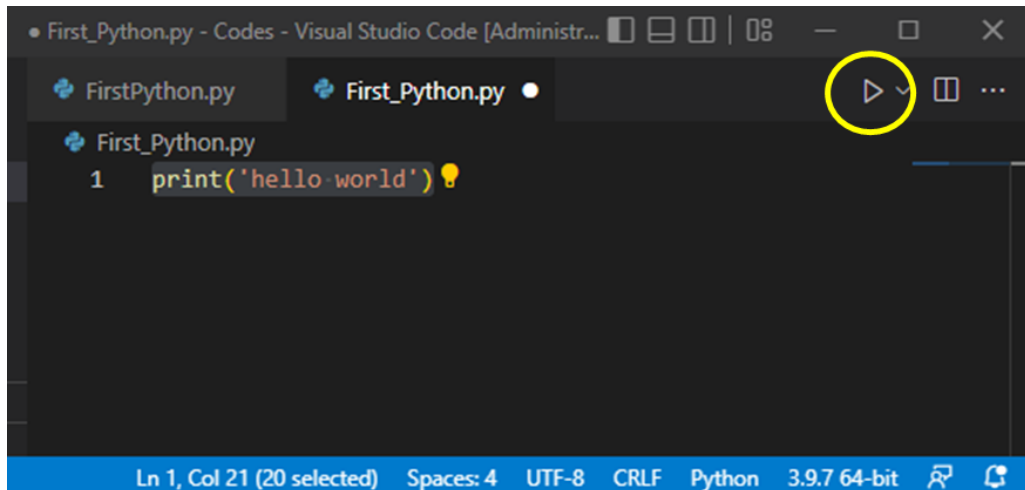 ● First_Python.py - Codes - Visual Studio Code [Administr...
FirstPython.py First_Python.py ●
First_Python.py
1 print('hello world')
Ln 1, Col 21 (20 selected) Spaces: 4 UTF-8 CRLF Python 3.9.7 64-bit